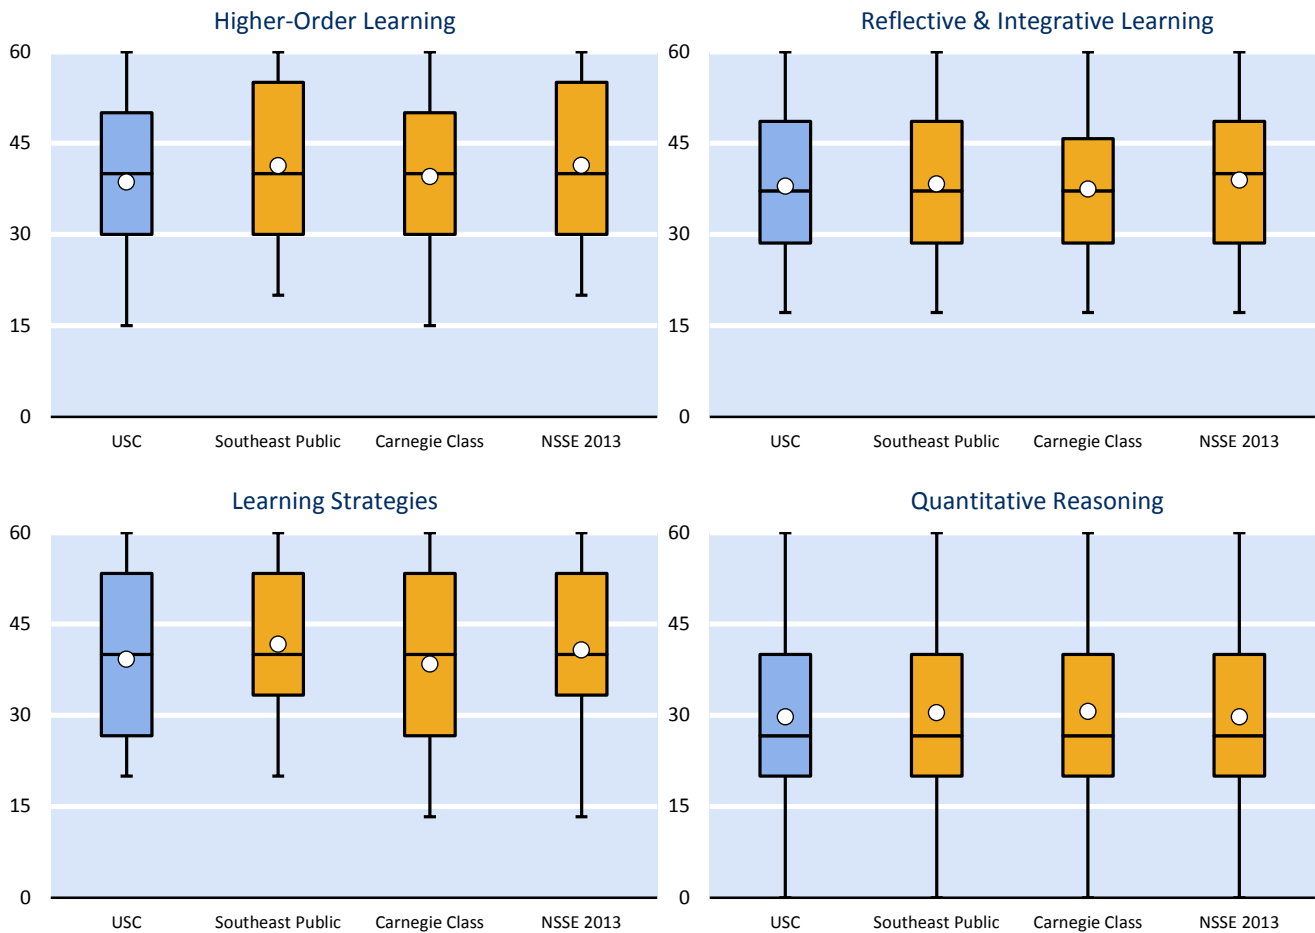 Higher-Order Learning
60
45
30
15
0
USC Southeast Public Carnegie Class NSSE 2013
Reflective & Integrative Learning
60
45
30
15
0
USC Southeast Public Carnegie Class NSSE 2013
Learning Strategies
60
45
30
15
0
USC Southeast Public Carnegie Class NSSE 2013
Quantitative Reasoning
60
45
30
15
0
USC Southeast Public Carnegie Class NSSE 2013